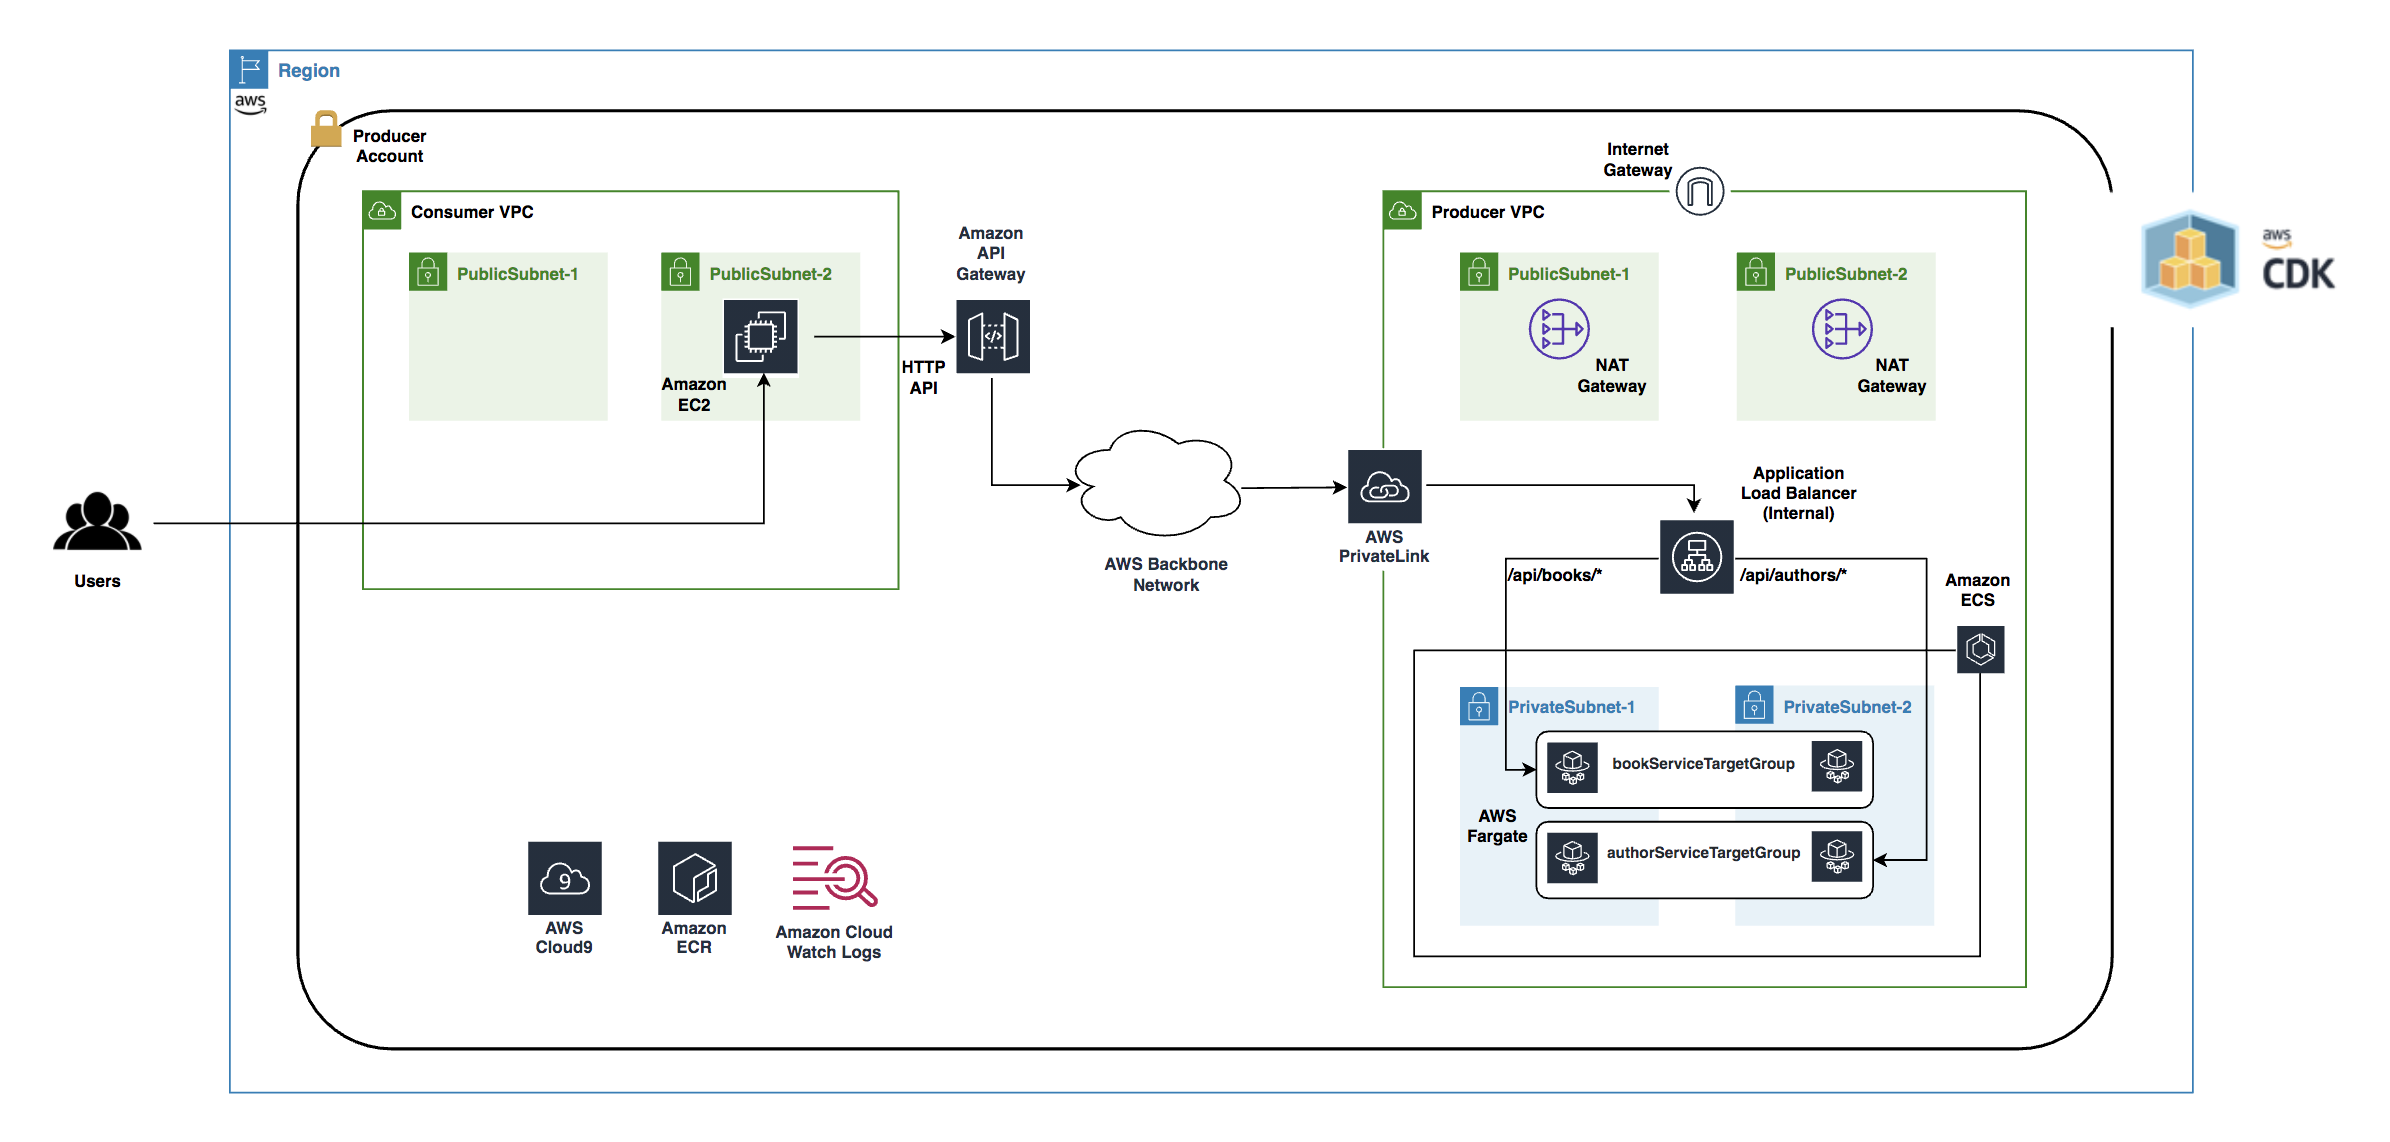 Region
aws
Producer
Account
Internet
Gateway
Consumer VPC
Producer VPC
Amazon
API
Gateway
aws
CDK
PublicSubnet-1
PublicSubnet-2
PublicSubnet-1
PublicSubnet-2
</>
Amazon
EC2
HTTP
API
NAT
Gateway
NAT
Gateway
Users
AWS Backbone
Network
AWS
PrivateLink
Application
Load Balancer
(Internal)
/api/books/*
/api/authors/*
Amazon
ECS
PrivateSubnet-1
PrivateSubnet-2
bookServiceTargetGroup
AWS
Fargate
authorServiceTargetGroup
9
AWS
Cloud9
Amazon
ECR
Amazon Cloud
Watch Logs